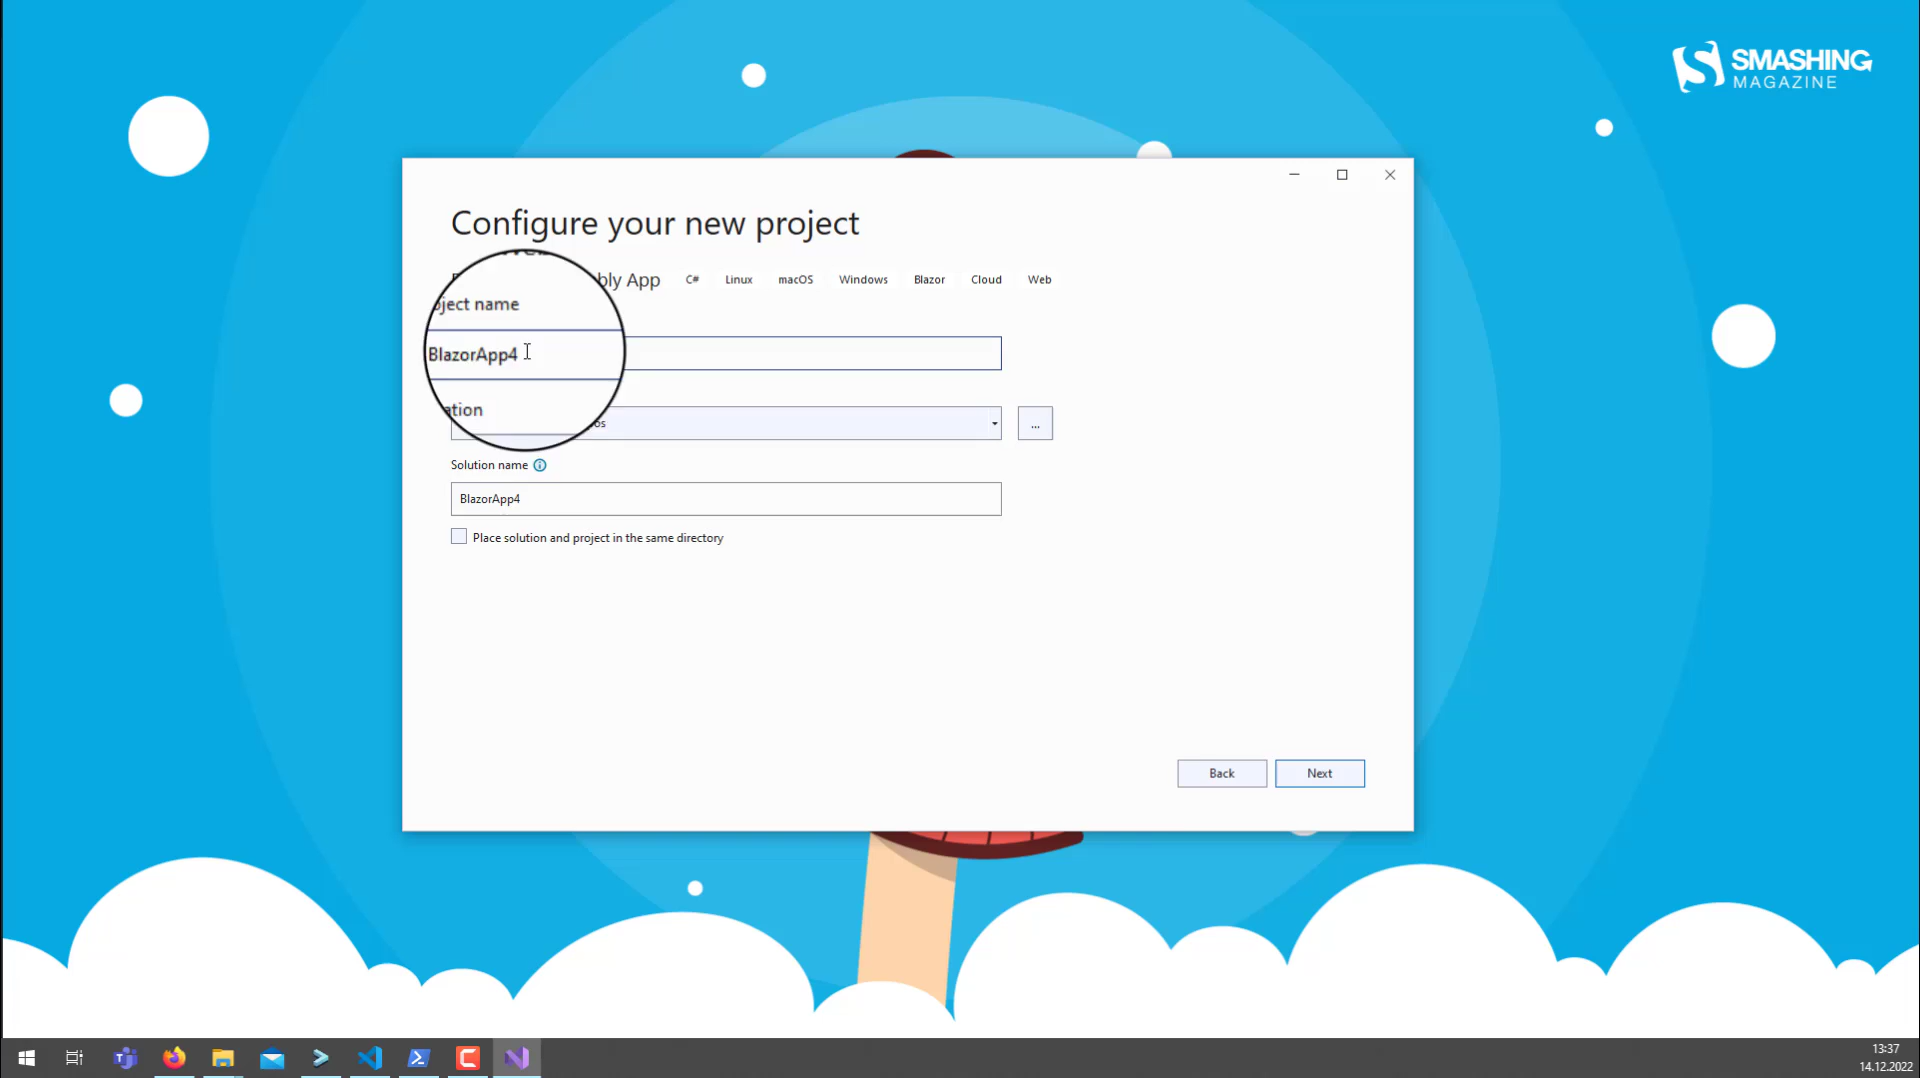 SMASHING
MAGAZINE
Configure your new project
bly App C# Linux macOS Windows Blazor Cloud Web
ject name
BlazorApp4
ation
os
...
Solution name
BlazorApp4
Place solution and project in the same directory
Back Next
13:37
14.12.2022